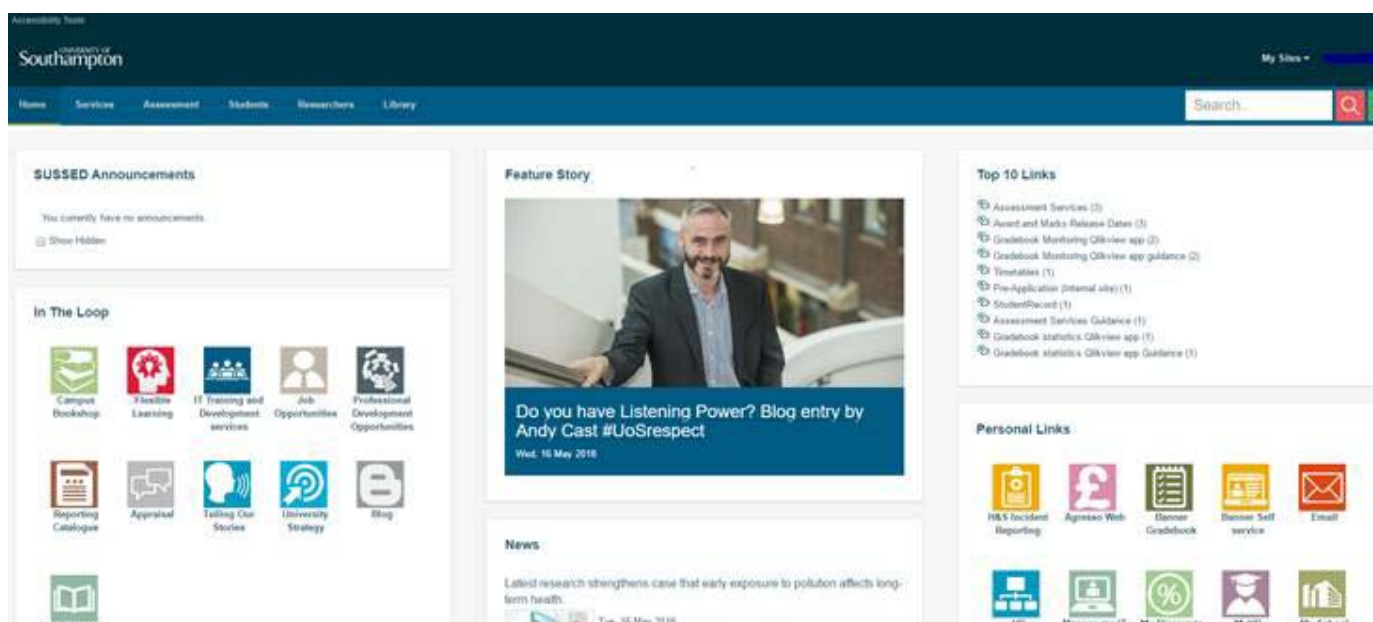 Accessibility Tools
UNIVERSITY OF
Southampton
My Sites
Home Services Assessment Students Researchers Library
Search...
SUSSED Announcements
You currently have no announcements
Show Hidden
In The Loop
Campus Bookshop
Flexible Learning
IT Training and Development services
Job Opportunities
Professional Development Opportunities
Reporting Catalogue
Appraisal
Telling Our Stories
University Strategy
Blog
Feature Story
Do you have Listening Power? Blog entry by
Andy Cast #UoSrespect
Wed, 16 May 2018
News
Latest research strengthens case that early exposure to pollution affects long-
term health
Tue, 15 May 2018
Top 10 Links
Assessment Services (3)
Award and Marks Release Dates (3)
Gradebook Monitoring Qlikview app (2)
Gradebook Monitoring Qlikview app guidance (2)
Timetables (1)
Pre-Application (internal site) (1)
StudentRecord (1)
Assessment Services Guidance (1)
Gradebook statistics Qlikview app (1)
Gradebook statistics Qlikview app Guidance (1)
Personal Links
H&S Incident Reporting
Agresso Web
Banner Gradebook
Banner Self service
Email